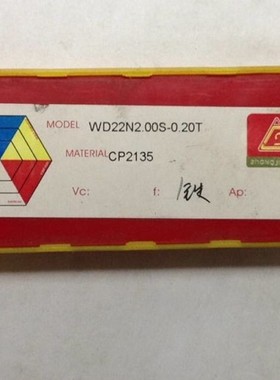 MODEL WD22N2.00S-0.20T
MATERIAL CP2135
Vc: f: Ap: